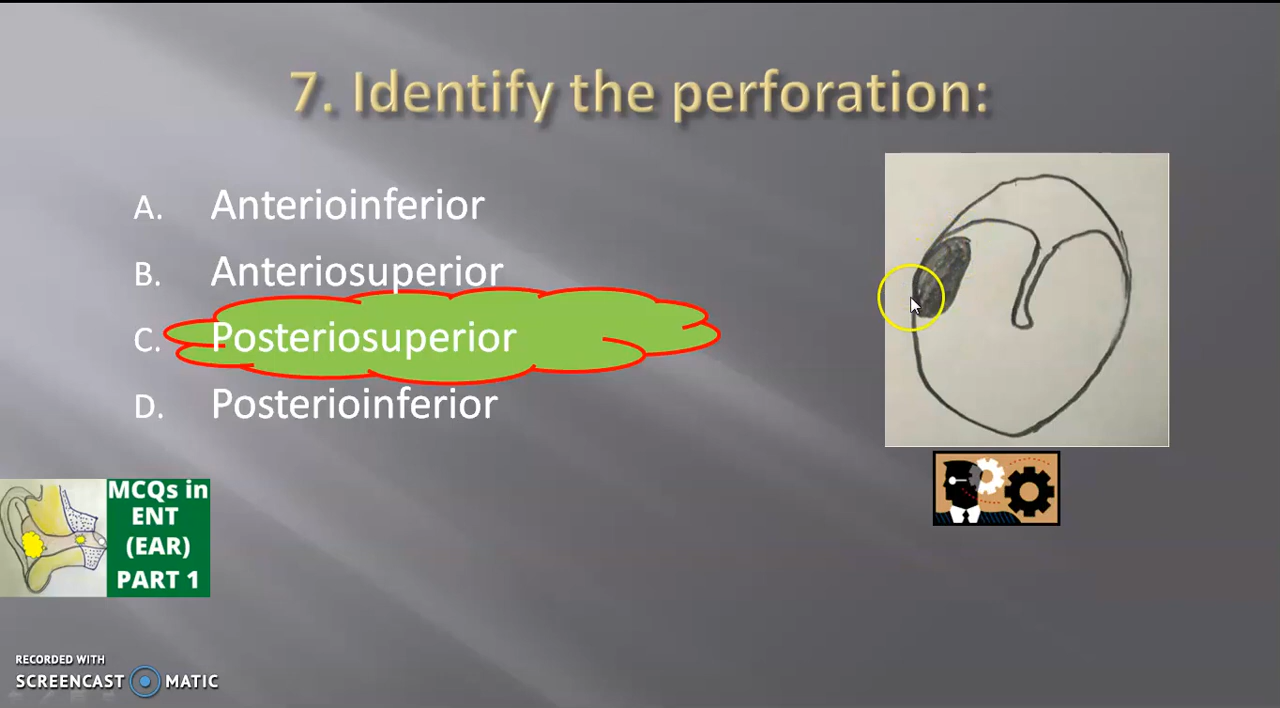 7. Identify the perforation:
A. Anterioinferior
B. Anteriosuperior
C. Posteriosuperior
D. Posterioinferior
MCQs in
ENT
(EAR)
PART 1
RECORDED WITH
SCREENCAST MATIC